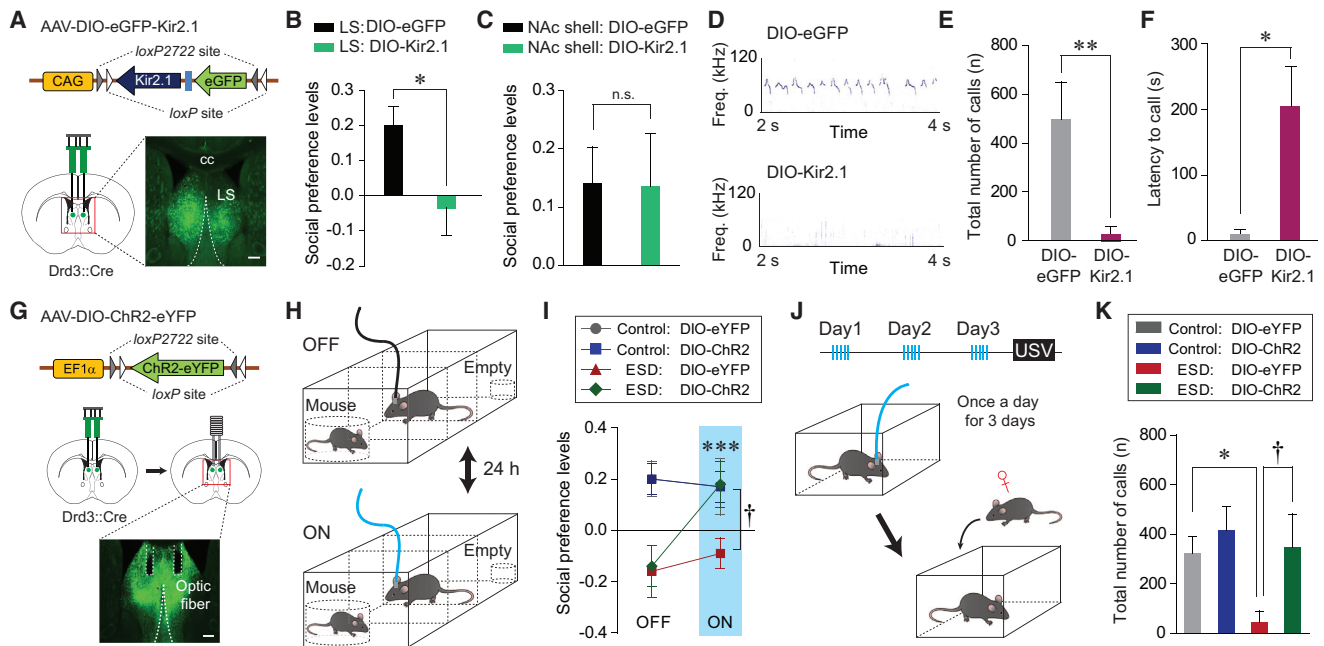 A
AAV-DIO-eGFP-Kir2.1
loxP2722 site
CAG
Kir2.1
eGFP
loxP site
cc
LS
Drd3::Cre
B
LS:DIO-eGFP
LS: DIO-Kir2.1
Social preference levels
0.3
0.2
0.1
0.0
-0.1
-0.2
*
C
NAc shell: DIO-eGFP
NAc shell: DIO-Kir2.1
Social preference levels
0.3
0.2
0.1
0.0
n.s.
D
DIO-eGFP
Freq. (kHz)
120
0
2 s
Time
4 s
DIO-Kir2.1
Freq. (kHz)
120
0
2 s
Time
4 s
E
Total number of calls (n)
800
600
400
200
0
**
DIO-
eGFP
DIO-
Kir2.1
F
Latency to call (s)
300
200
100
0
*
DIO-
eGFP
DIO-
Kir2.1
G
AAV-DIO-ChR2-eYFP
loxP2722 site
EF1α
ChR2-eYFP
loxP site
Drd3::Cre
Optic
fiber
H
OFF
Empty
Mouse
24 h
ON
Empty
Mouse
I
Control: DIO-eYFP
Control: DIO-ChR2
ESD: DIO-eYFP
ESD: DIO-ChR2
Social preference levels
0.4
0.2
0.0
-0.2
-0.4
***
†
OFF
ON
J
Day1
Day2
Day3
USV
Once a day
for 3 days
♀
K
Control: DIO-eYFP
Control: DIO-ChR2
ESD: DIO-eYFP
ESD: DIO-ChR2
Total number of calls (n)
800
600
400
200
0
*
†